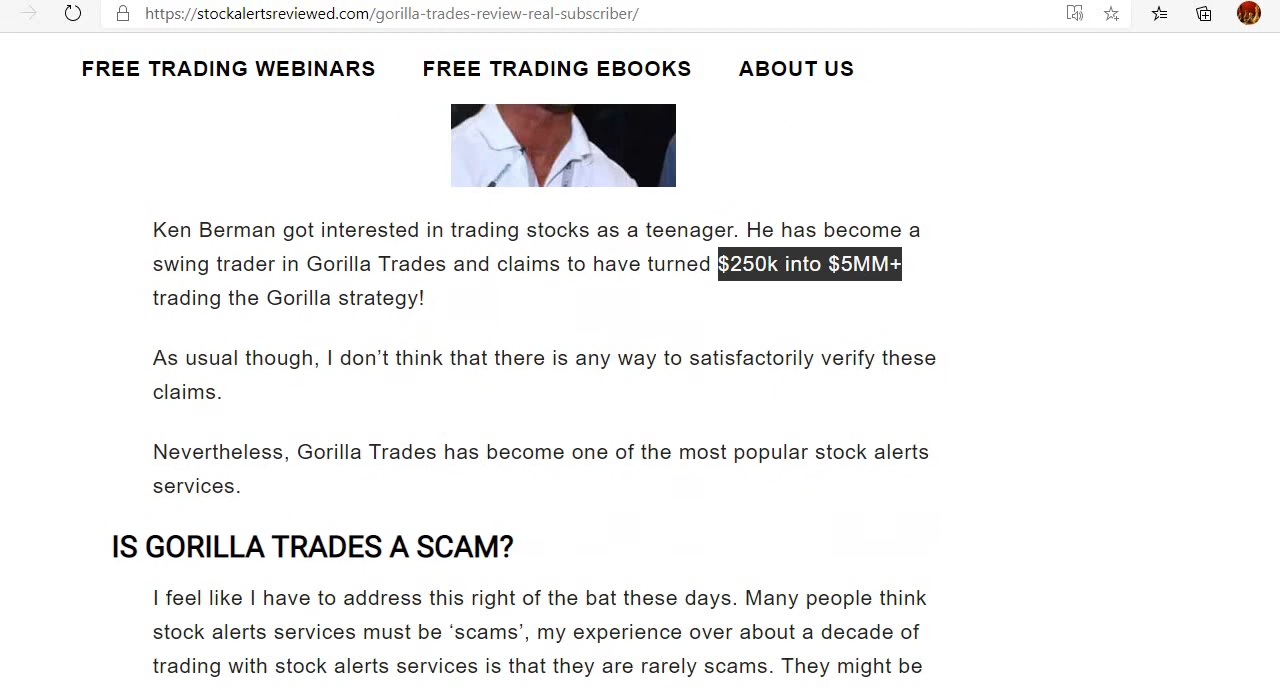 https://stockalertsreviewed.com/gorilla-trades-review-real-subscriber/
FREE TRADING WEBINARS FREE TRADING EBOOKS ABOUT US
Ken Berman got interested in trading stocks as a teenager. He has become a
swing trader in Gorilla Trades and claims to have turned $250k into $5MM+
trading the Gorilla strategy!
As usual though, I don’t think that there is any way to satisfactorily verify these
claims.
Nevertheless, Gorilla Trades has become one of the most popular stock alerts
services.
IS GORILLA TRADES A SCAM?
I feel like I have to address this right of the bat these days. Many people think
stock alerts services must be ‘scams’, my experience over about a decade of
trading with stock alerts services is that they are rarely scams. They might be